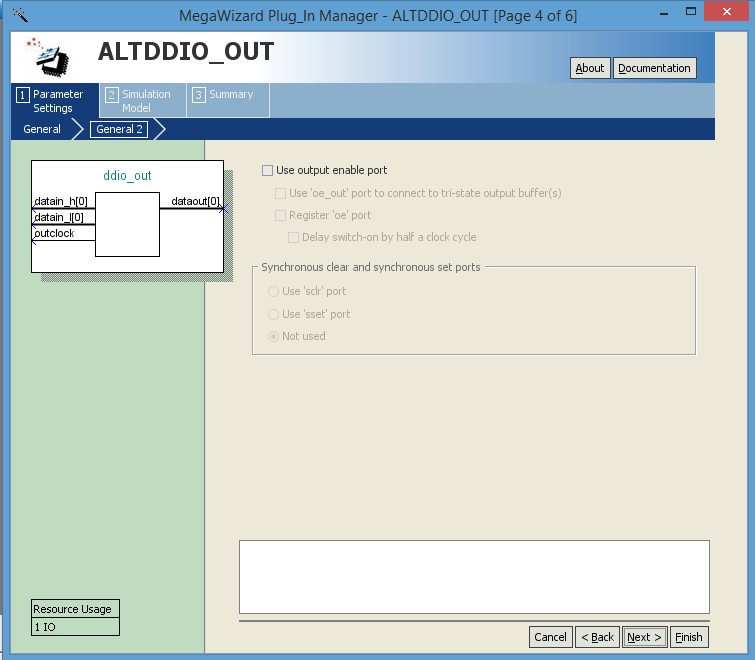 MegaWizard Plug_In Manager - ALTDDIO_OUT [Page 4 of 6]
ALTDDIO_OUT
About
Documentation
1 Parameter Settings
2 Simulation Model
3 Summary
General
General 2
ddio_out
datain_h[0]
dataout[0]
datain_l[0]
outclock
Use output enable port
Use 'oe_out' port to connect to tri-state output buffer(s)
Register 'oe' port
Delay switch-on by half a clock cycle
Synchronous clear and synchronous set ports
Use 'sclr' port
Use 'sset' port
Not used
Resource Usage
1 IO
Cancel
< Back
Next >
Finish